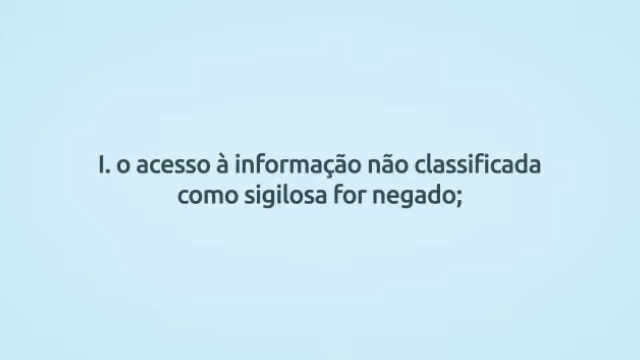 I. o acesso à informação não classificada
como sigilosa for negado;